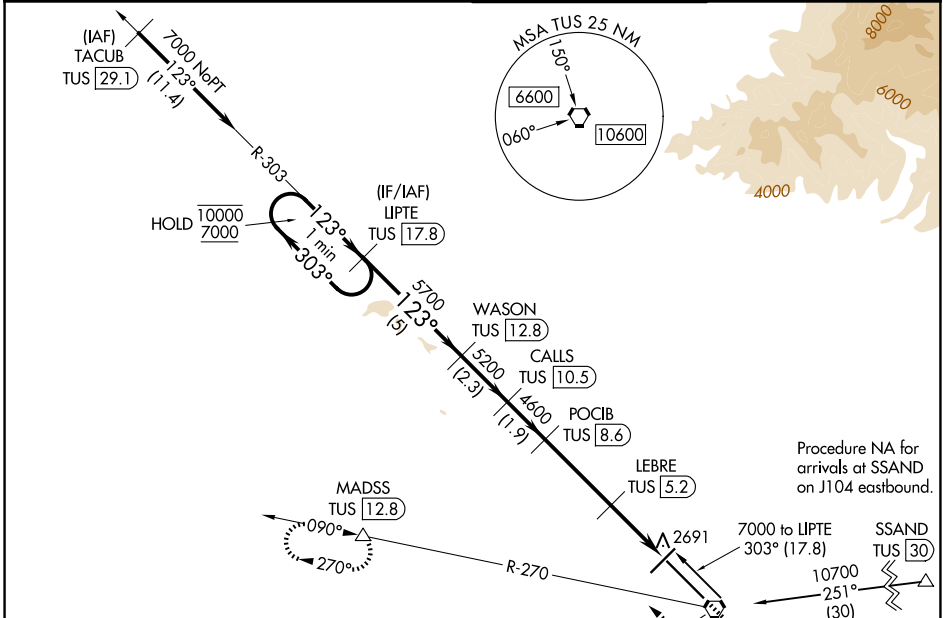 (IAF)
TACUB
TUS 29.1
7000 NoPT
123°
(11.4)
MSA TUS 25 NM
150°
6600
060°
10600
8000
6000
4000
R-303
HOLD 10000
7000
123°
1 min
303°
(IF/IAF)
LIPTE
TUS 17.8
5700
123°
(5)
WASON
TUS 12.8
5200
(2.3)
CALLS
TUS 10.5
4600
(1.9)
POCIB
TUS 8.6
LEBRE
TUS 5.2
Procedure NA for
arrivals at SSAND
on J104 eastbound.
MADSS
TUS 12.8
090°
270°
R-270
2691
7000 to LIPTE
303° (17.8)
SSAND
TUS 30
10700
251°
(30)